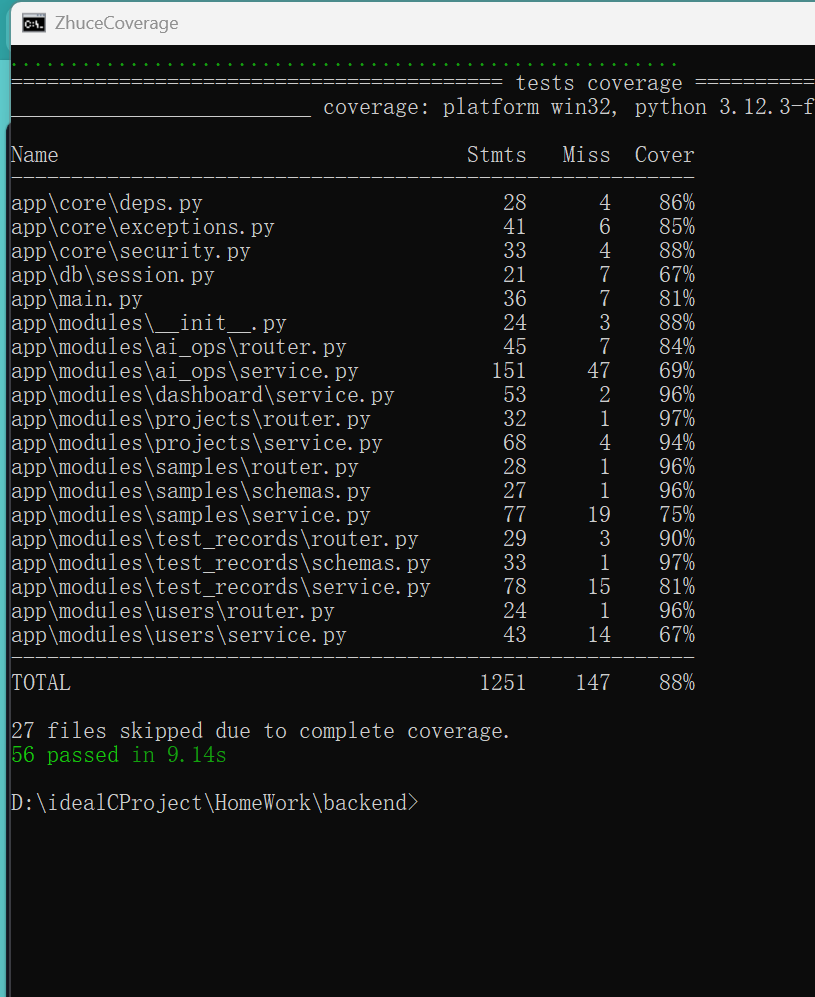 ZhuceCoverage
........................................................
========================================= tests coverage ==========
_________________________ coverage: platform win32, python 3.12.3-f
Name Stmts Miss Cover
---------------------------------------------------------
app\core\deps.py 28 4 86%
app\core\exceptions.py 41 6 85%
app\core\security.py 33 4 88%
app\db\session.py 21 7 67%
app\main.py 36 7 81%
app\modules\__init__.py 24 3 88%
app\modules\ai_ops\router.py 45 7 84%
app\modules\ai_ops\service.py 151 47 69%
app\modules\dashboard\service.py 53 2 96%
app\modules\projects\router.py 32 1 97%
app\modules\projects\service.py 68 4 94%
app\modules\samples\router.py 28 1 96%
app\modules\samples\schemas.py 27 1 96%
app\modules\samples\service.py 77 19 75%
app\modules\test_records\router.py 29 3 90%
app\modules\test_records\schemas.py 33 1 97%
app\modules\test_records\service.py 78 15 81%
app\modules\users\router.py 24 1 96%
app\modules\users\service.py 43 14 67%
---------------------------------------------------------
TOTAL 1251 147 88%
27 files skipped due to complete coverage.
56 passed in 9.14s
D:\idealCProject\HomeWork\backend>